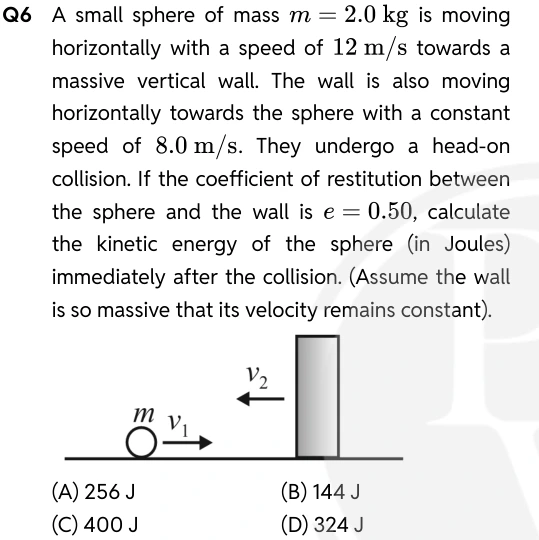 Q6 A small sphere of mass m = 2.0 kg is moving
horizontally with a speed of 12 m/s towards a
massive vertical wall. The wall is also moving
horizontally towards the sphere with a constant
speed of 8.0 m/s. They undergo a head-on
collision. If the coefficient of restitution between
the sphere and the wall is e = 0.50, calculate
the kinetic energy of the sphere (in Joules)
immediately after the collision. (Assume the wall
is so massive that its velocity remains constant).
v₂
m v₁
(A) 256 J (B) 144 J
(C) 400 J (D) 324 J